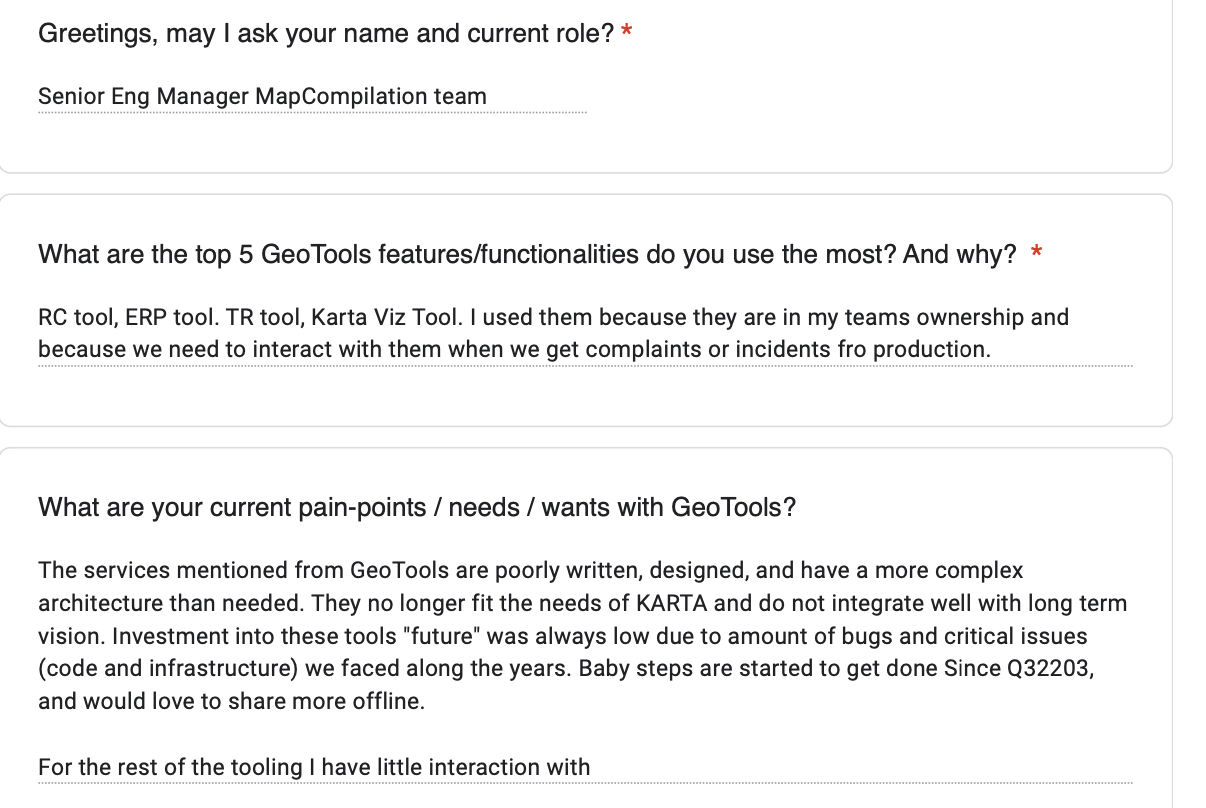 Greetings, may I ask your name and current role? *
Senior Eng Manager MapCompilation team
What are the top 5 GeoTools features/functionalities do you use the most? And why? *
RC tool, ERP tool. TR tool, Karta Viz Tool. I used them because they are in my teams ownership and
because we need to interact with them when we get complaints or incidents fro production.
What are your current pain-points / needs / wants with GeoTools?
The services mentioned from GeoTools are poorly written, designed, and have a more complex
architecture than needed. They no longer fit the needs of KARTA and do not integrate well with long term
vision. Investment into these tools "future" was always low due to amount of bugs and critical issues
(code and infrastructure) we faced along the years. Baby steps are started to get done Since Q32203,
and would love to share more offline.
For the rest of the tooling I have little interaction with